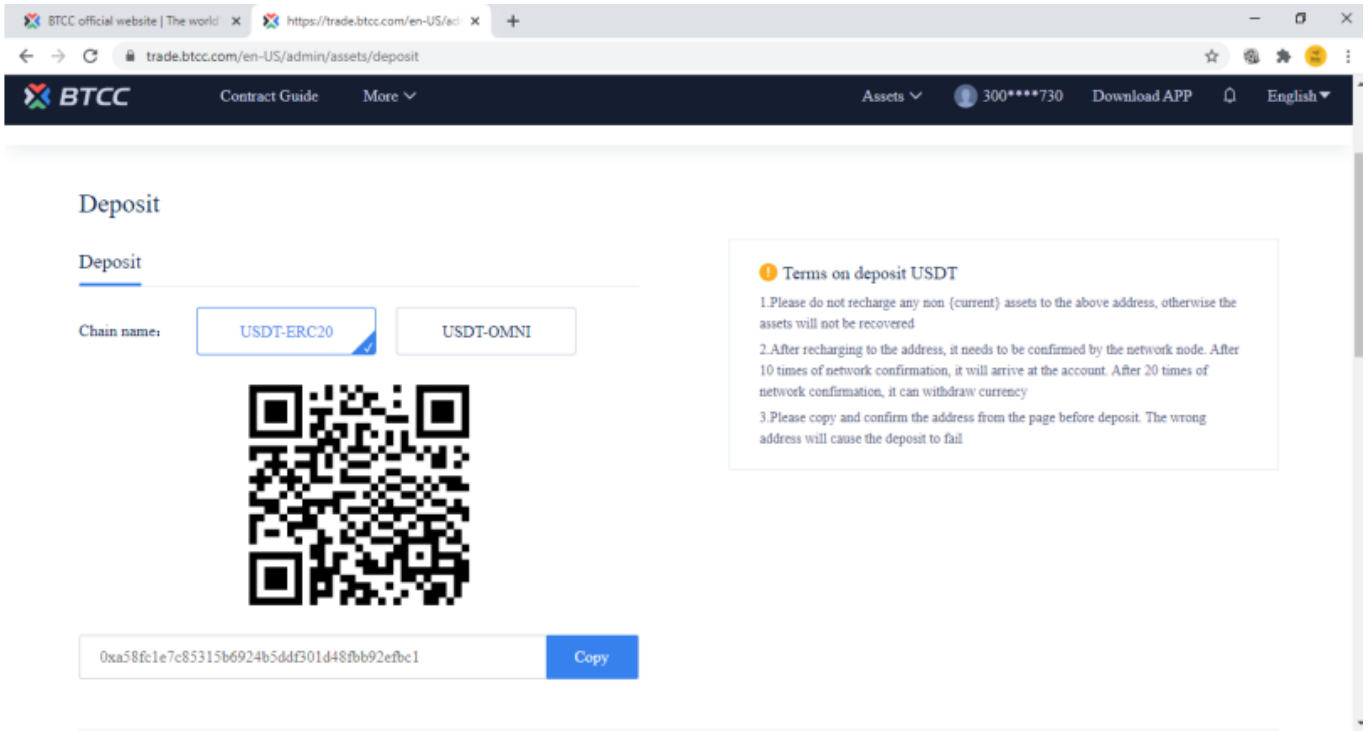 BTCC official website | The world
https://trade.btcc.com/en-US/ad
trade.btcc.com/en-US/admin/assets/deposit
BTCC Contract Guide More Assets 300****730 Download APP English
Deposit
Deposit
Chain name: USDT-ERC20 USDT-OMNI
0xa58fc1e7c85315b6924b5ddf301d48fbb92efbc1 Copy
Terms on deposit USDT
1.Please do not recharge any non {current} assets to the above address, otherwise the
assets will not be recovered
2.After recharging to the address, it needs to be confirmed by the network node. After
10 times of network confirmation, it will arrive at the account. After 20 times of
network confirmation, it can withdraw currency
3.Please copy and confirm the address from the page before deposit. The wrong
address will cause the deposit to fail